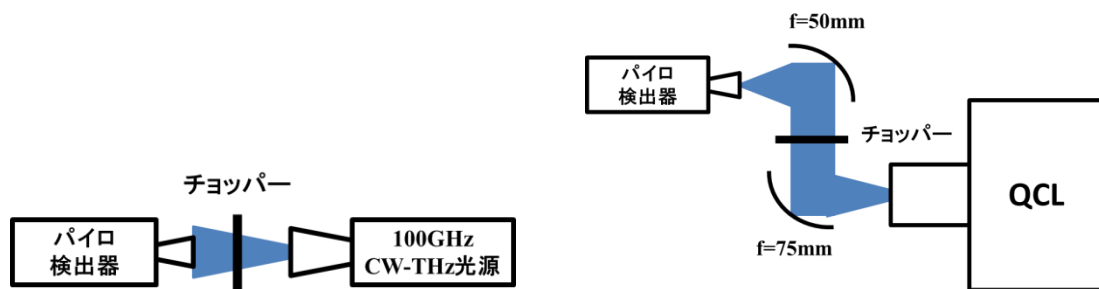 チョッパー
パイロ
検出器
100GHz
CW-THz光源
f=50mm
パイロ
検出器
チョッパー
QCL
f=75mm